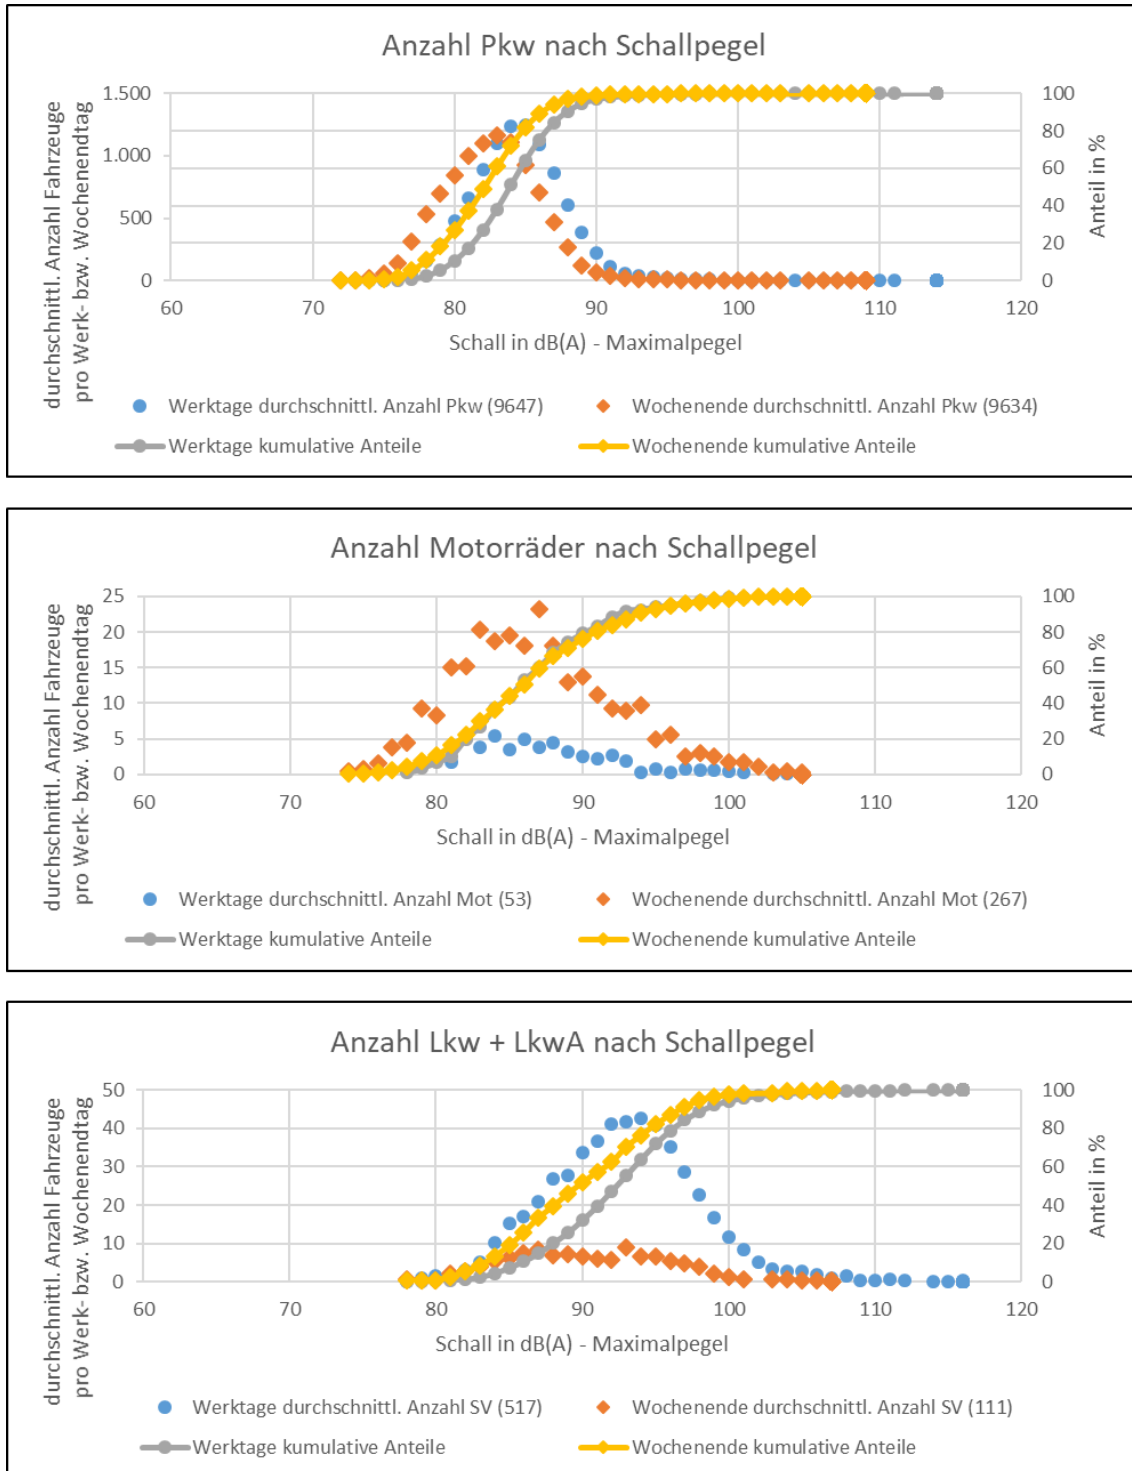 Anzahl Pkw nach Schallpegel
durchschnittl. Anzahl Fahrzeuge
pro Werk- bzw. Wochenendtag
1.500
1.000
500
0
100
80
60
40
20
0
Anteil in %
60 70 80 90 100 110 120
Schall in dB(A) - Maximalpegel
Werktage durchschnittl. Anzahl Pkw (9647)
Wochenende durchschnittl. Anzahl Pkw (9634)
Werktage kumulative Anteile
Wochenende kumulative Anteile
Anzahl Motorräder nach Schallpegel
durchschnittl. Anzahl Fahrzeuge
pro Werk- bzw. Wochenendtag
25
20
15
10
5
0
100
80
60
40
20
0
Anteil in %
60 70 80 90 100 110 120
Schall in dB(A) - Maximalpegel
Werktage durchschnittl. Anzahl Mot (53)
Wochenende durchschnittl. Anzahl Mot (267)
Werktage kumulative Anteile
Wochenende kumulative Anteile
Anzahl Lkw + LkwA nach Schallpegel
durchschnittl. Anzahl Fahrzeuge
pro Werk- bzw. Wochenendtag
50
40
30
20
10
0
100
80
60
40
20
0
Anteil in %
60 70 80 90 100 110 120
Schall in dB(A) - Maximalpegel
Werktage durchschnittl. Anzahl SV (517)
Wochenende durchschnittl. Anzahl SV (111)
Werktage kumulative Anteile
Wochenende kumulative Anteile